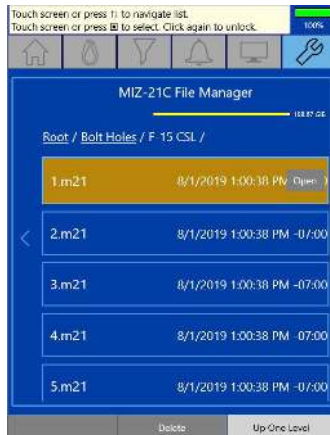 Touch screen or press ↑↓ to navigate list.
Touch screen or press ▣ to select. Click again to unlock.
100%
MIZ-21C File Manager
Root / Bolt Holes / F-15 CSL /
1.m21 8/1/2019 1:00:38 PM Open
2.m21 8/1/2019 1:00:38 PM -07:00
3.m21 8/1/2019 1:00:38 PM -07:00
4.m21 8/1/2019 1:00:38 PM -07:00
5.m21 8/1/2019 1:00:38 PM -07:00
Delete
Up One Level